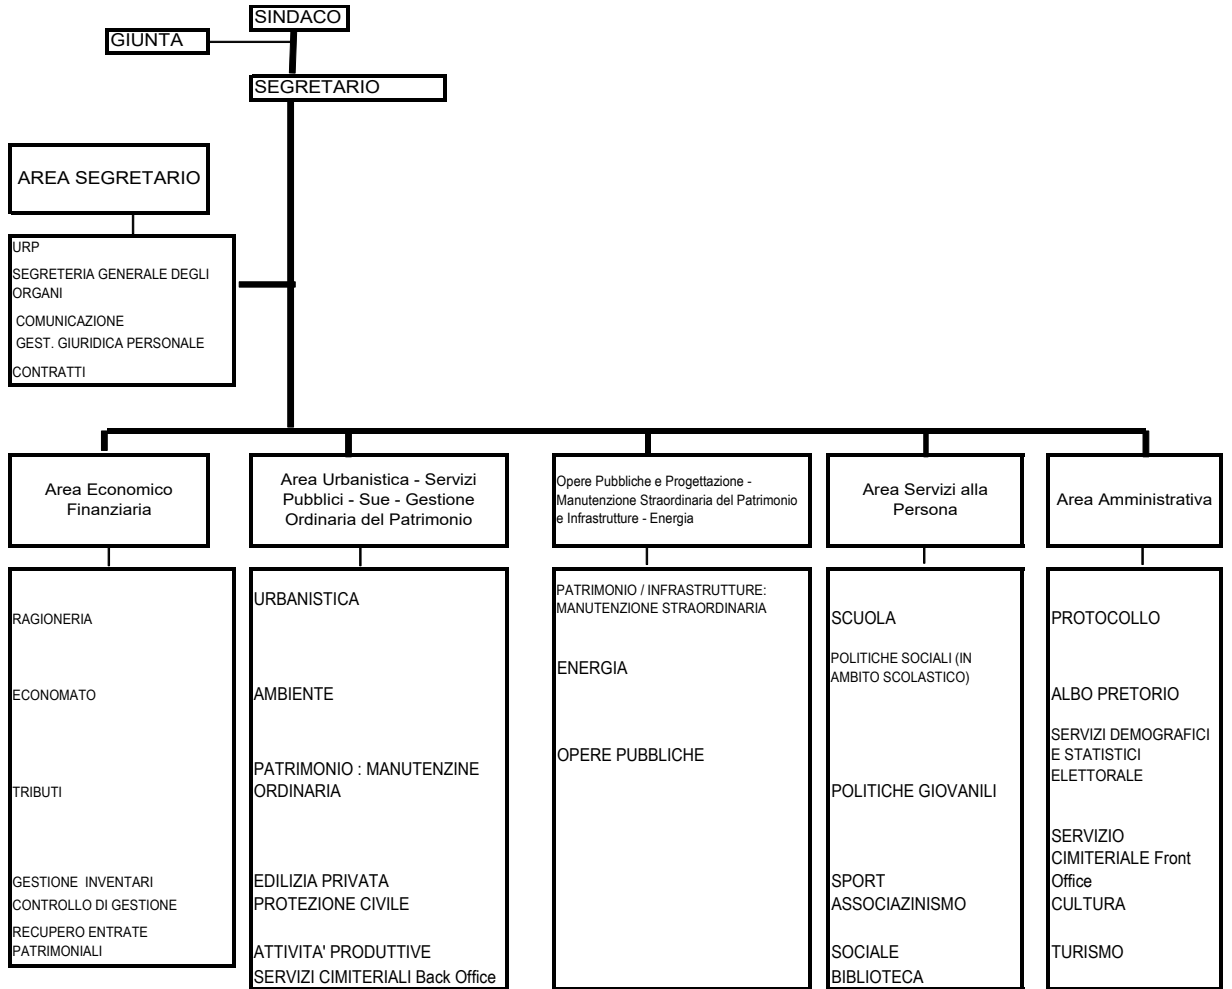 SINDACO
GIUNTA
SEGRETARIO
AREA SEGRETARIO
URP
SEGRETERIA GENERALE DEGLI
ORGANI
COMUNICAZIONE
GEST. GIURIDICA PERSONALE
CONTRATTI
Area Economico
Finanziaria
RAGIONERIA
ECONOMATO
TRIBUTI
GESTIONE INVENTARI
CONTROLLO DI GESTIONE
RECUPERO ENTRATE
PATRIMONIALI
Area Urbanistica - Servizi
Pubblici - Sue - Gestione
Ordinaria del Patrimonio
URBANISTICA
AMBIENTE
PATRIMONIO : MANUTENZINE
ORDINARIA
EDILIZIA PRIVATA
PROTEZIONE CIVILE
ATTIVITA' PRODUTTIVE
SERVIZI CIMITERIALI Back Office
Opere Pubbliche e Progettazione -
Manutenzione Straordinaria del Patrimonio
e Infrastrutture - Energia
PATRIMONIO / INFRASTRUTTURE:
MANUTENZIONE STRAORDINARIA
ENERGIA
OPERE PUBBLICHE
Area Servizi alla
Persona
SCUOLA
POLITICHE SOCIALI (IN
AMBITO SCOLASTICO)
POLITICHE GIOVANILI
SPORT
ASSOCIAZINISMO
SOCIALE
BIBLIOTECA
Area Amministrativa
PROTOCOLLO
ALBO PRETORIO
SERVIZI DEMOGRAFICI
E STATISTICI
ELETTORALE
SERVIZIO
CIMITERIALE Front
Office
CULTURA
TURISMO